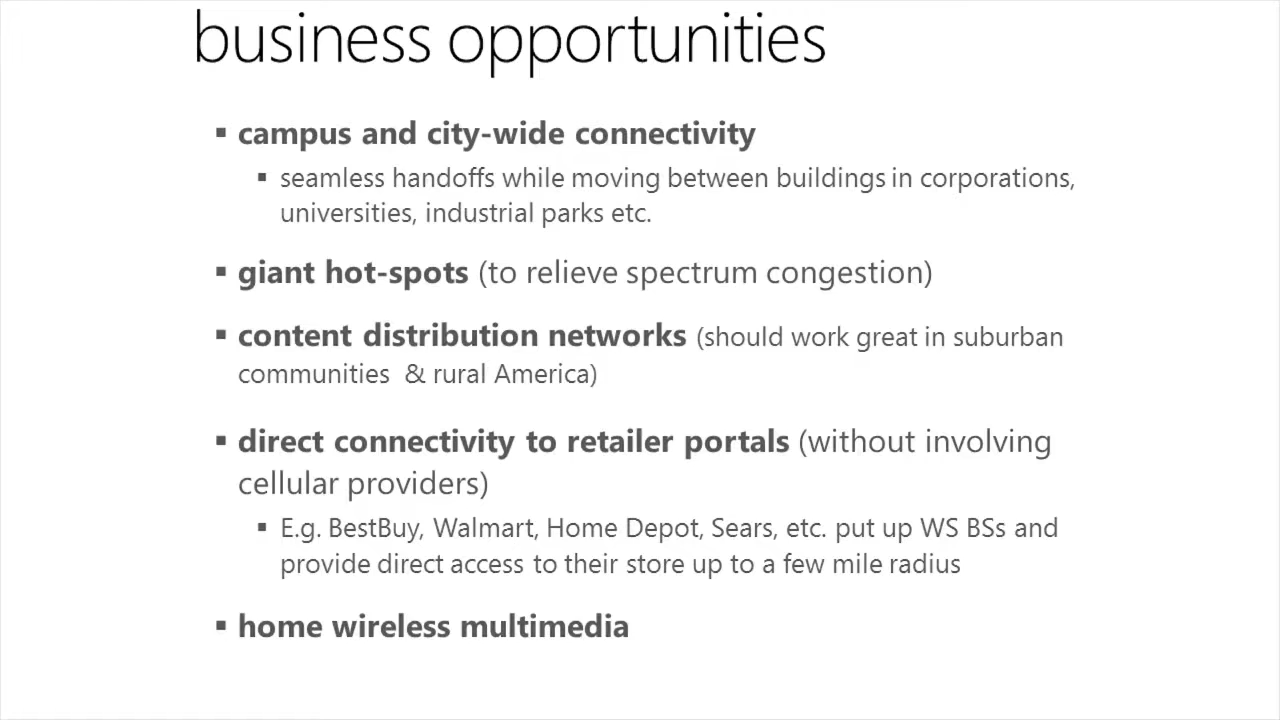 business opportunities
▪ campus and city-wide connectivity
▪ seamless handoffs while moving between buildings in corporations,
universities, industrial parks etc.
▪ giant hot-spots (to relieve spectrum congestion)
▪ content distribution networks (should work great in suburban
communities & rural America)
▪ direct connectivity to retailer portals (without involving
cellular providers)
▪ E.g. BestBuy, Walmart, Home Depot, Sears, etc. put up WS BSs and
provide direct access to their store up to a few mile radius
▪ home wireless multimedia